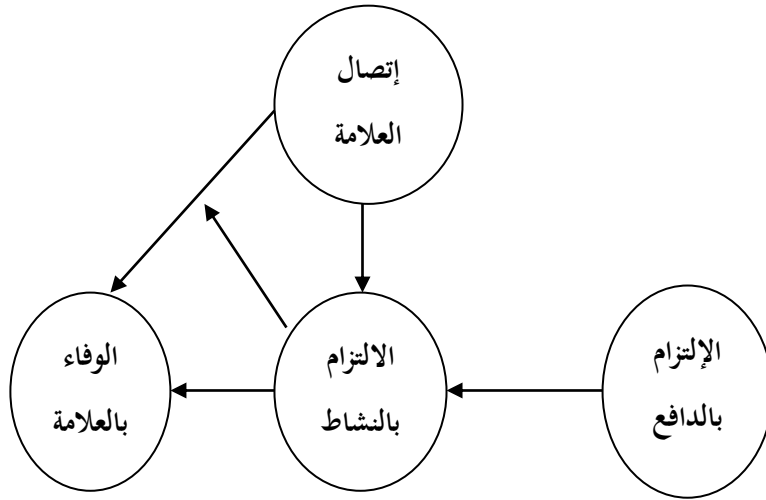 إتصال
العلامة
الإلتزام
بالدافع
الالتزام
بالنشاط
الوفاء
بالعلامة